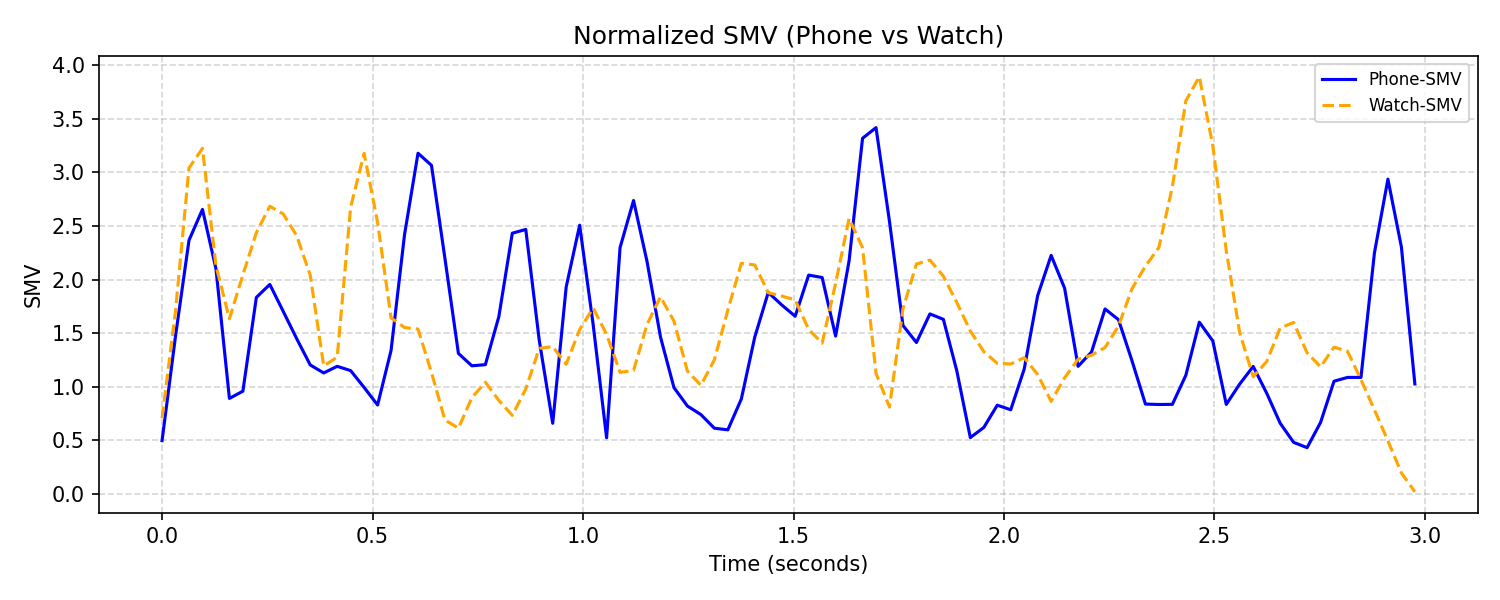 Normalized SMV (Phone vs Watch)
4.0
3.5
3.0
2.5
2.0
1.5
1.0
0.5
0.0
SMV
Phone-SMV
Watch-SMV
0.0 0.5 1.0 1.5 2.0 2.5 3.0
Time (seconds)